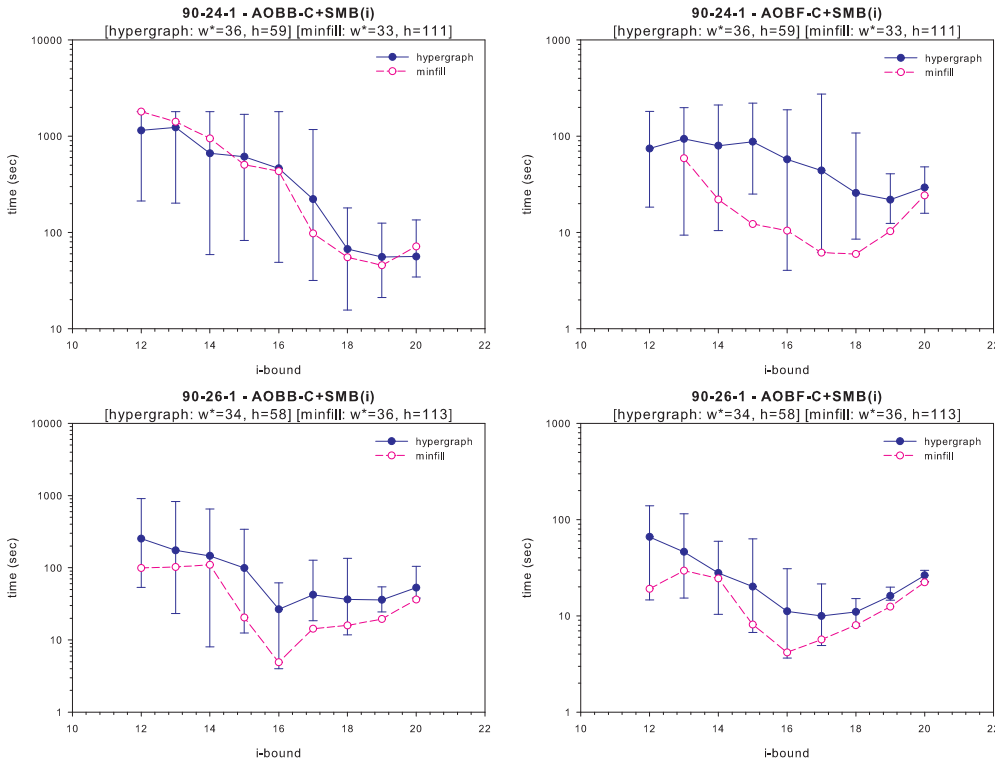 90-24-1 - AOBB-C+SMB(i)
[hypergraph: w*=36, h=59] [minfill: w*=33, h=111]
10000
1000
100
10
time (sec)
hypergraph
minfill
10 12 14 16 18 20 22
i-bound
90-24-1 - AOBF-C+SMB(i)
[hypergraph: w*=36, h=59] [minfill: w*=33, h=111]
1000
100
10
1
time (sec)
hypergraph
minfill
10 12 14 16 18 20 22
i-bound
90-26-1 - AOBB-C+SMB(i)
[hypergraph: w*=34, h=58] [minfill: w*=36, h=113]
10000
1000
100
10
1
time (sec)
hypergraph
minfill
10 12 14 16 18 20 22
i-bound
90-26-1 - AOBF-C+SMB(i)
[hypergraph: w*=34, h=58] [minfill: w*=36, h=113]
1000
100
10
1
time (sec)
hypergraph
minfill
10 12 14 16 18 20 22
i-bound